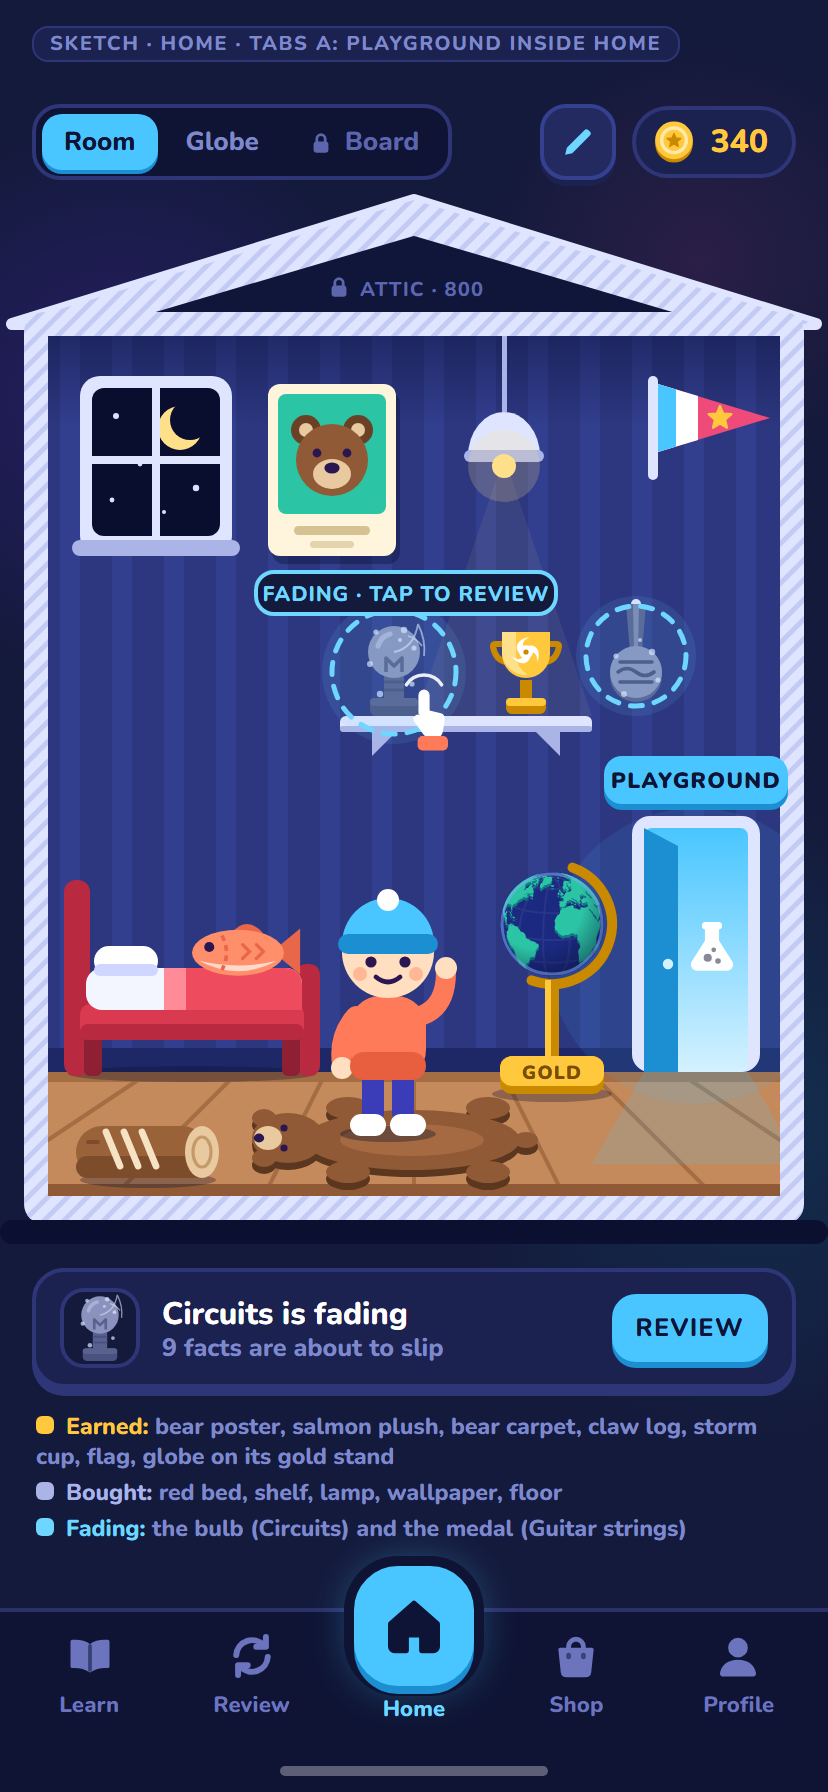 SKETCH · HOME · TABS A: PLAYGROUND INSIDE HOME
Room
Globe
Board
340
ATTIC · 800
FADING · TAP TO REVIEW
M
PLAYGROUND
GOLD
M
Circuits is fading
9 facts are about to slip
REVIEW
Earned: bear poster, salmon plush, bear carpet, claw log, storm
cup, flag, globe on its gold stand
Bought: red bed, shelf, lamp, wallpaper, floor
Fading: the bulb (Circuits) and the medal (Guitar strings)
Learn
Review
Home
Shop
Profile